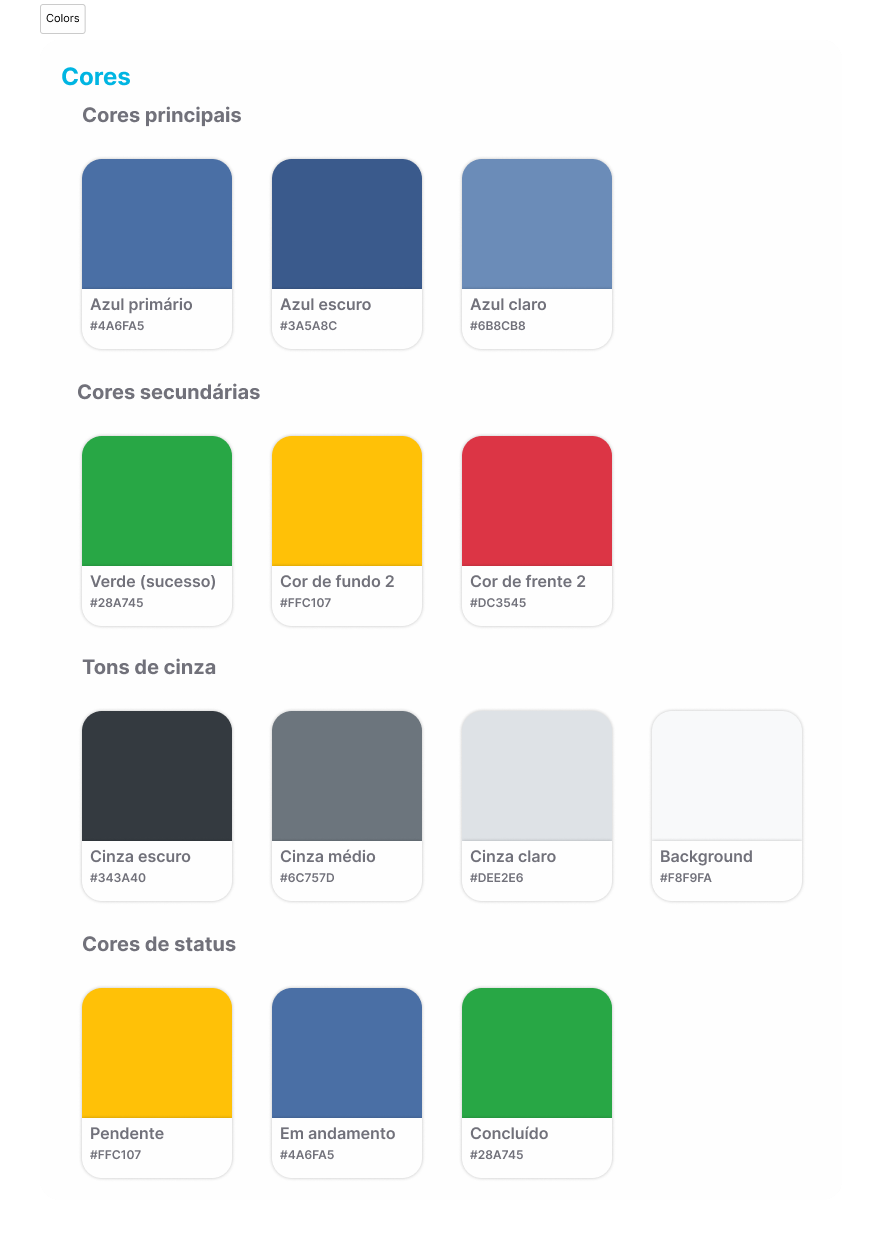 Colors
Cores
Cores principais
Azul primário
#4A6FA5
Azul escuro
#3A5A8C
Azul claro
#6B8CB8
Cores secundárias
Verde (sucesso)
#28A745
Cor de fundo 2
#FFC107
Cor de frente 2
#DC3545
Tons de cinza
Cinza escuro
#343A40
Cinza médio
#6C757D
Cinza claro
#DEE2E6
Background
#F8F9FA
Cores de status
Pendente
#FFC107
Em andamento
#4A6FA5
Concluído
#28A745